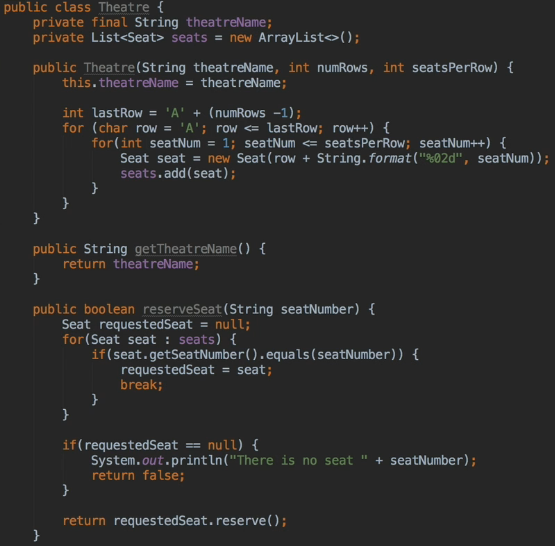 public class Theatre {
    private final String theatreName;
    private List<Seat> seats = new ArrayList<>();

    public Theatre(String theatreName, int numRows, int seatsPerRow) {
        this.theatreName = theatreName;

        int lastRow = 'A' + (numRows -1);
        for (char row = 'A'; row <= lastRow; row++) {
            for(int seatNum = 1; seatNum <= seatsPerRow; seatNum++) {
                Seat seat = new Seat(row + String.format("%02d", seatNum));
                seats.add(seat);
            }
        }
    }

    public String getTheatreName() {
        return theatreName;
    }

    public boolean reserveSeat(String seatNumber) {
        Seat requestedSeat = null;
        for(Seat seat : seats) {
            if(seat.getSeatNumber().equals(seatNumber)) {
                requestedSeat = seat;
                break;
            }
        }

        if(requestedSeat == null) {
            System.out.println("There is no seat " + seatNumber);
            return false;
        }

        return requestedSeat.reserve();
    }